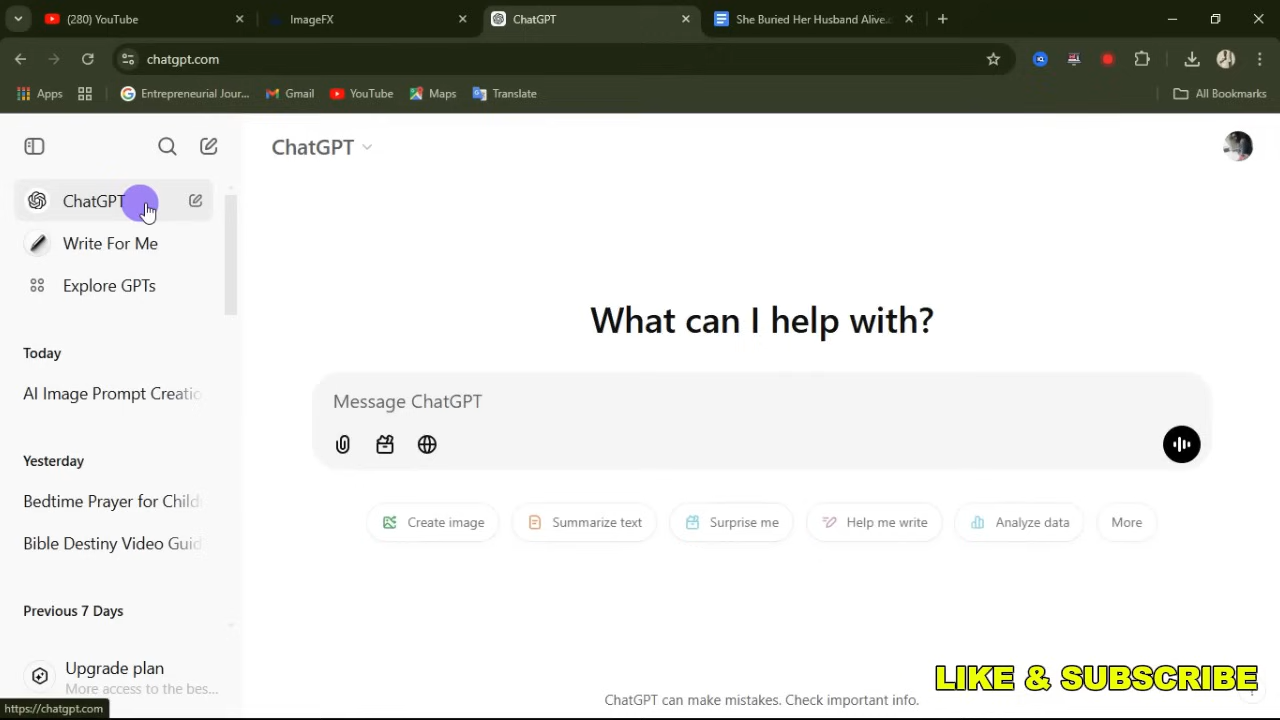 (280) YouTube
ImageFX
ChatGPT
She Buried Her Husband Alive.
chatgpt.com
Apps
Entrepreneurial Jour...
Gmail
YouTube
Maps
Translate
All Bookmarks
ChatGPT
ChatGPT
Write For Me
Explore GPTs
Today
AI Image Prompt Creatio
Yesterday
Bedtime Prayer for Child
Bible Destiny Video Guid
Previous 7 Days
Upgrade plan
More access to the bes...
What can I help with?
Message ChatGPT
Create image
Summarize text
Surprise me
Help me write
Analyze data
More
LIKE & SUBSCRIBE
ChatGPT can make mistakes. Check important info.
https://chatgpt.com